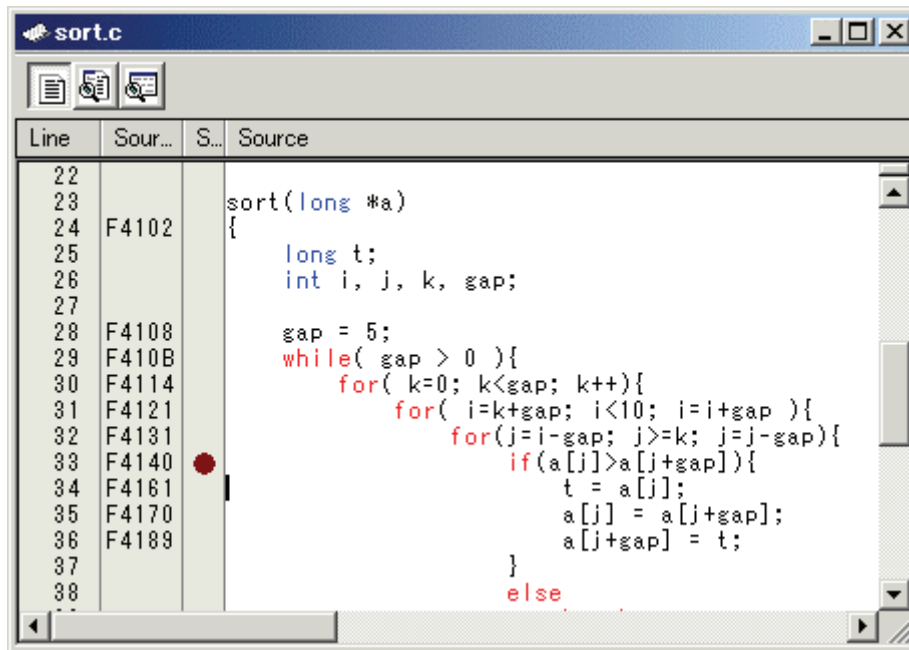 sort.c
Line Sour... S... Source
22
23 sort(long *a)
24 F4102 {
25 long t;
26 int i, j, k, gap;
27
28 F4108 gap = 5;
29 F410B while( gap > 0 ){
30 F4114 for( k=0; k<gap; k++){
31 F4121 for( i=k+gap; i<10; i=i+gap ){
32 F4131 for(j=i-gap; j>=k; j=j-gap){
33 F4140 if(a[j]>a[j+gap]){
34 F4161 t = a[j];
35 F4170 a[j] = a[j+gap];
36 F4189 a[j+gap] = t;
37 }
38 else